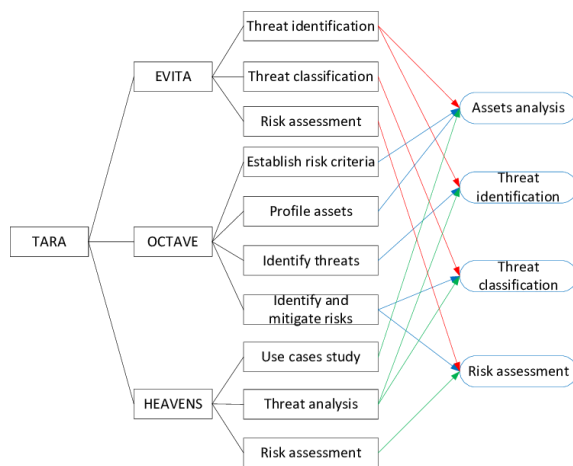 TARA
EVITA
OCTAVE
HEAVENS
Threat identification
Threat classification
Risk assessment
Establish risk criteria
Profile assets
Identify threats
Identify and
mitigate risks
Use cases study
Threat analysis
Risk assessment
Assets analysis
Threat
identification
Threat
classification
Risk assessment